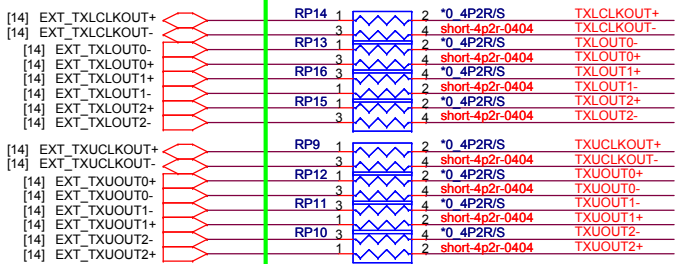 [14] EXT_TXLCLKOUT+ RP14 1 2 *0_4P2R/S TXLCLKOUT+
[14] EXT_TXLCLKOUT- 3 4 short-4p2r-0404 TXLCLKOUT-
[14] EXT_TXLOUT0- RP13 1 2 *0_4P2R/S TXLOUT0-
[14] EXT_TXLOUT0+ 3 4 short-4p2r-0404 TXLOUT0+
[14] EXT_TXLOUT1+ RP16 3 4 *0_4P2R/S TXLOUT1+
[14] EXT_TXLOUT1- 1 2 short-4p2r-0404 TXLOUT1-
[14] EXT_TXLOUT2+ RP15 1 2 *0_4P2R/S TXLOUT2+
[14] EXT_TXLOUT2- 3 4 short-4p2r-0404 TXLOUT2-
[14] EXT_TXUCLKOUT+ RP9 1 2 *0_4P2R/S TXUCLKOUT+
[14] EXT_TXUCLKOUT- 3 4 short-4p2r-0404 TXUCLKOUT-
[14] EXT_TXUOUT0+ RP12 1 2 *0_4P2R/S TXUOUT0+
[14] EXT_TXUOUT0- 3 4 short-4p2r-0404 TXUOUT0-
[14] EXT_TXUOUT1- RP11 3 4 *0_4P2R/S TXUOUT1-
[14] EXT_TXUOUT1+ 1 2 short-4p2r-0404 TXUOUT1+
[14] EXT_TXUOUT2- RP10 3 4 *0_4P2R/S TXUOUT2-
[14] EXT_TXUOUT2+ 1 2 short-4p2r-0404 TXUOUT2+